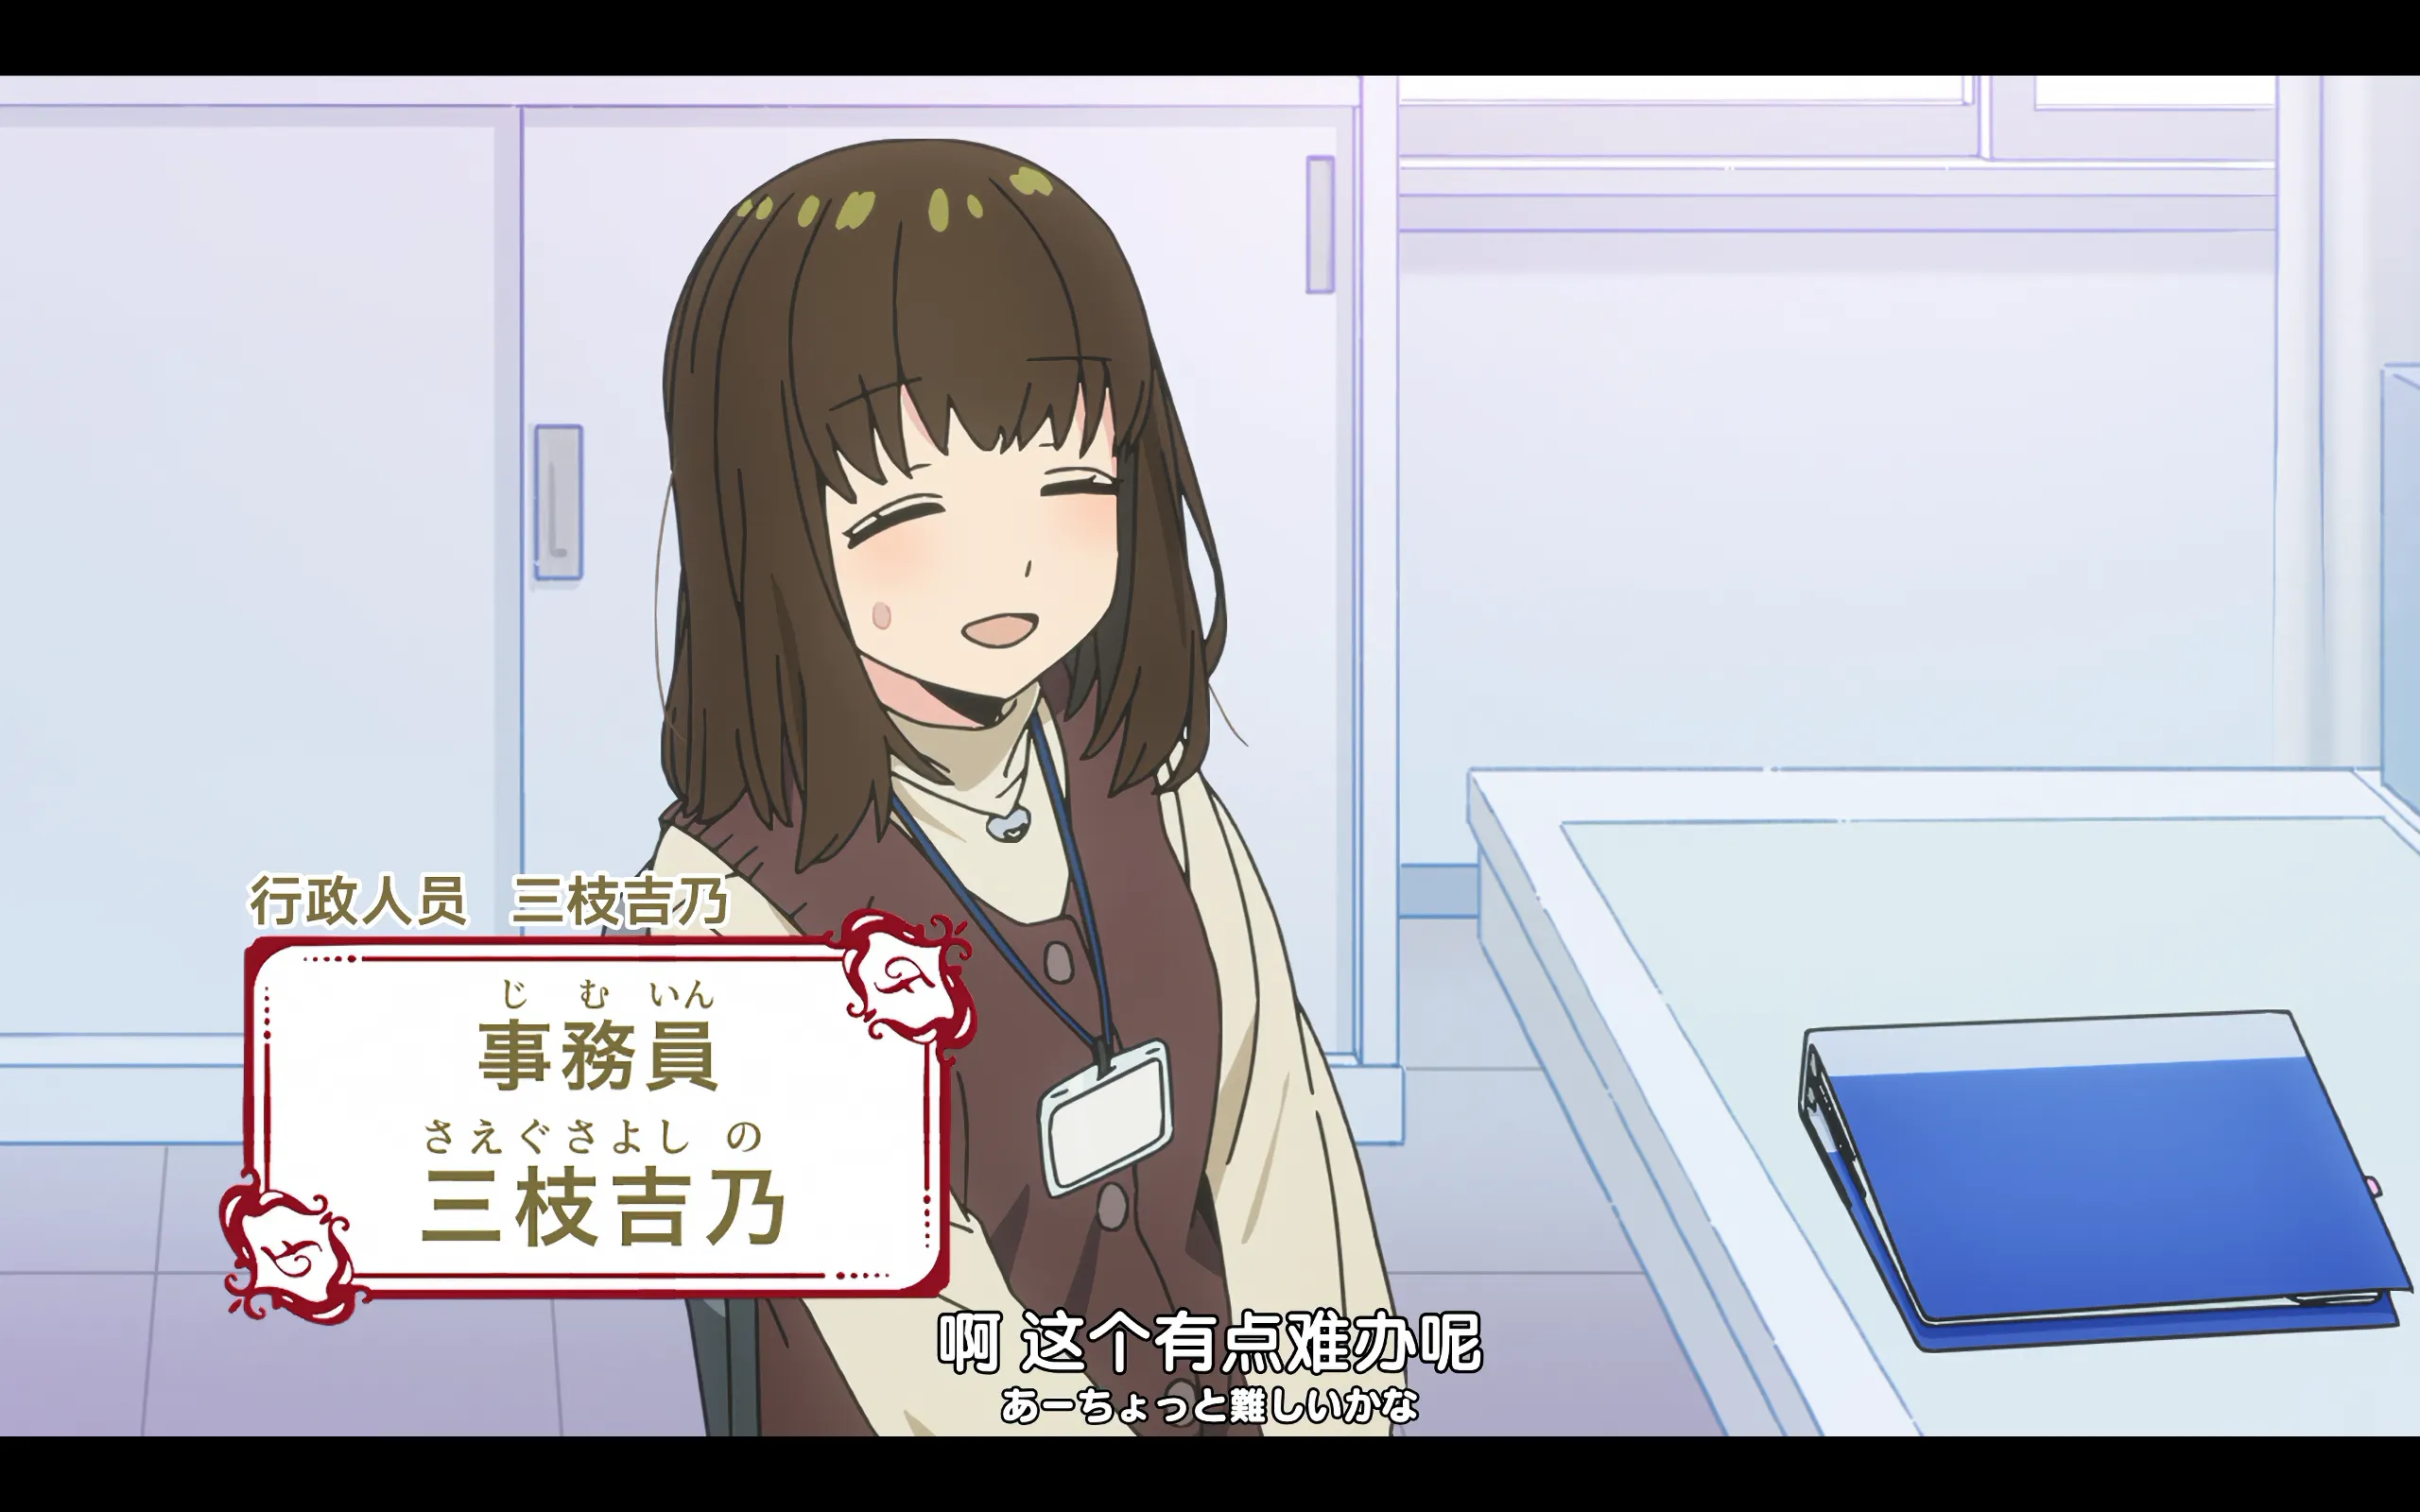 行政人员 三枝吉乃
じむいん
事務員
さえぐさよしの
三枝吉乃
啊 这个有点难办呢
あーちょっと難しいかな